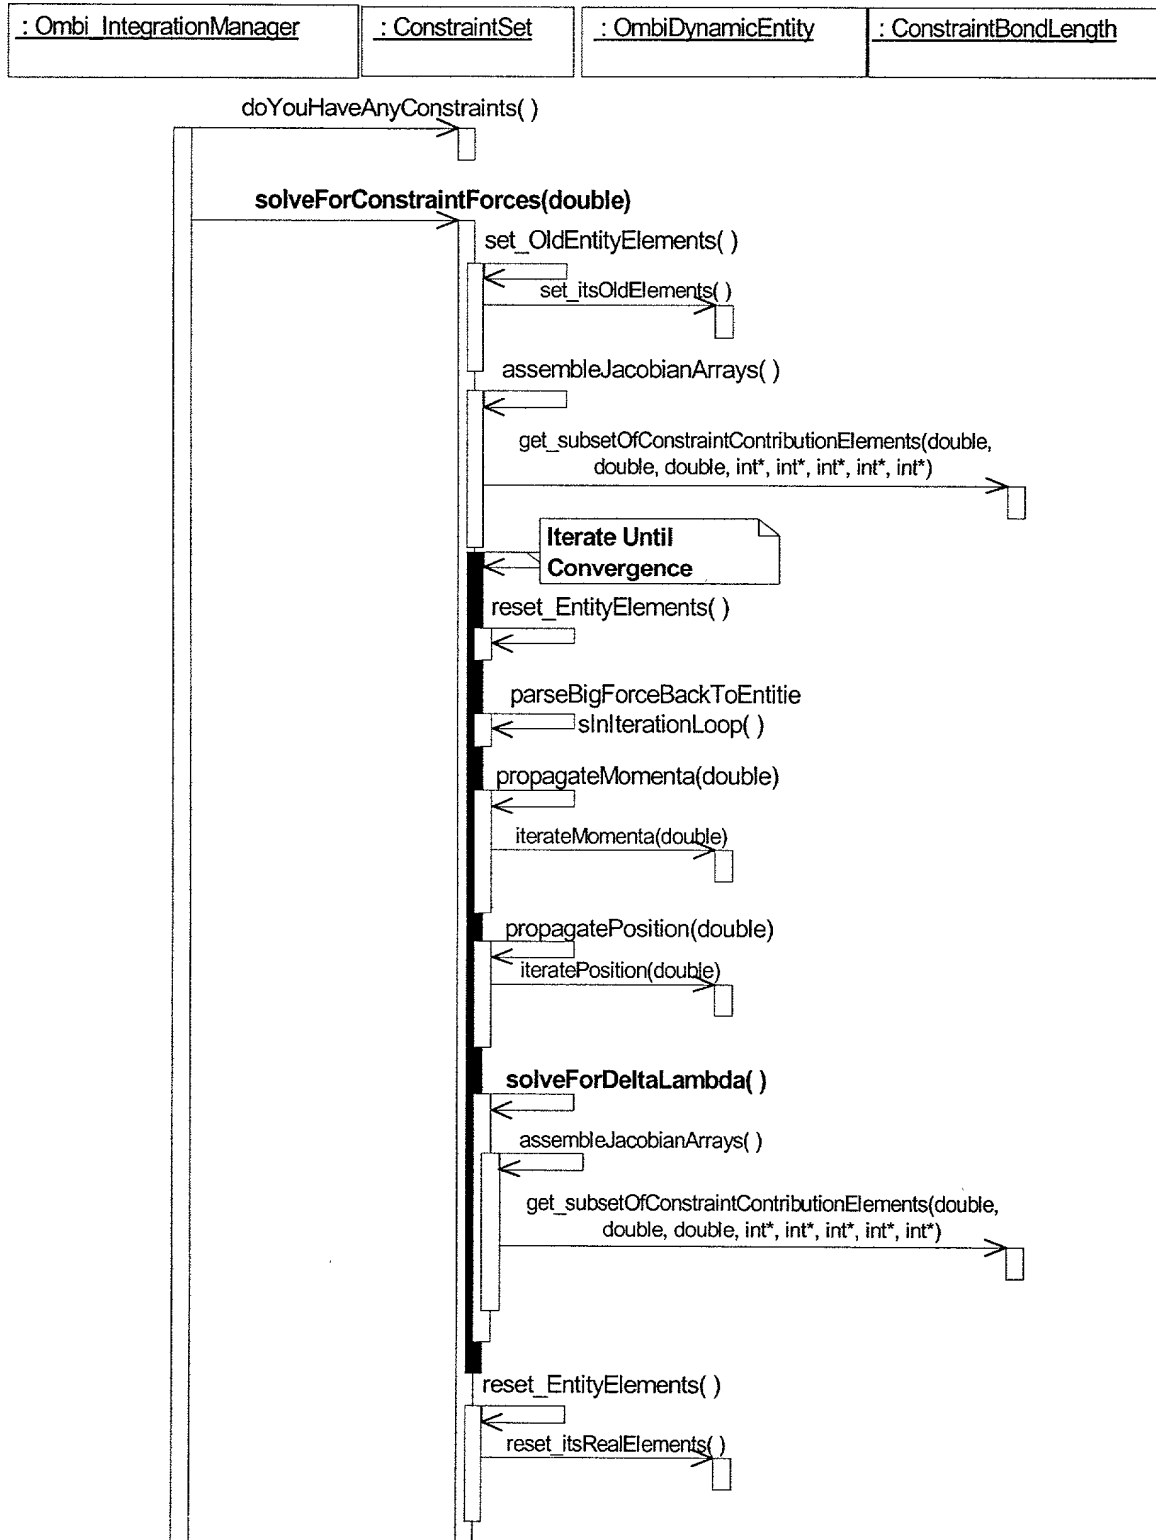 : Ombi_IntegrationManager
: ConstraintSet
: OmbiDynamicEntity
: ConstraintBondLength
doYouHaveAnyConstraints( )
solveForConstraintForces(double)
set_OldEntityElements( )
set_itsOldElements( )
assembleJacobianArrays( )
get_subsetOfConstraintContributionElements(double,
double, double, int*, int*, int*, int*, int*)
Iterate Until
Convergence
reset_EntityElements( )
parseBigForceBackToEntitie
sInIterationLoop( )
propagateMomenta(double)
iterateMomenta(double)
propagatePosition(double)
iteratePosition(double)
solveForDeltaLambda( )
assembleJacobianArrays( )
get_subsetOfConstraintContributionElements(double,
double, double, int*, int*, int*, int*, int*)
reset_EntityElements( )
reset_itsRealElements( )